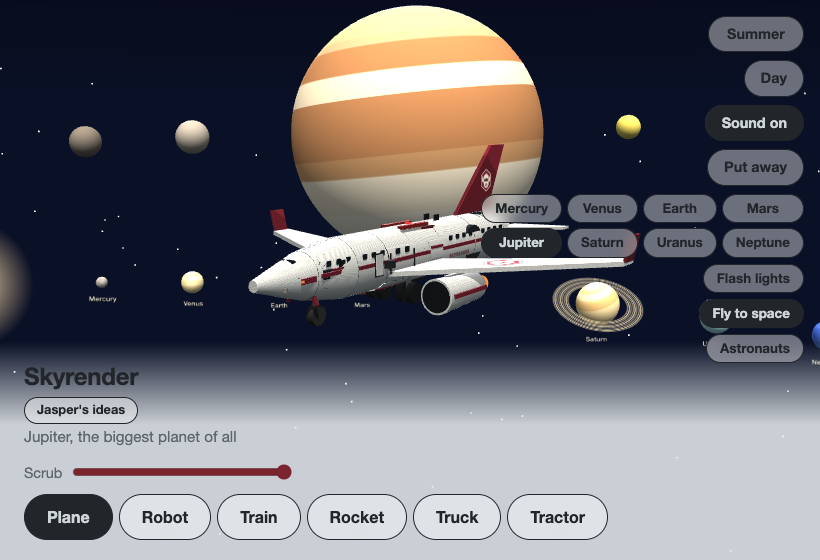 Summer
Day
Sound on
Put away
Mercury Venus Earth Mars
Jupiter Saturn Uranus Neptune
Flash lights
Fly to space
Astronauts
Mercury
Venus
Earth
Mars
Saturn
Skyrender
Jasper's ideas
Jupiter, the biggest planet of all
Scrub
Plane Robot Train Rocket Truck Tractor